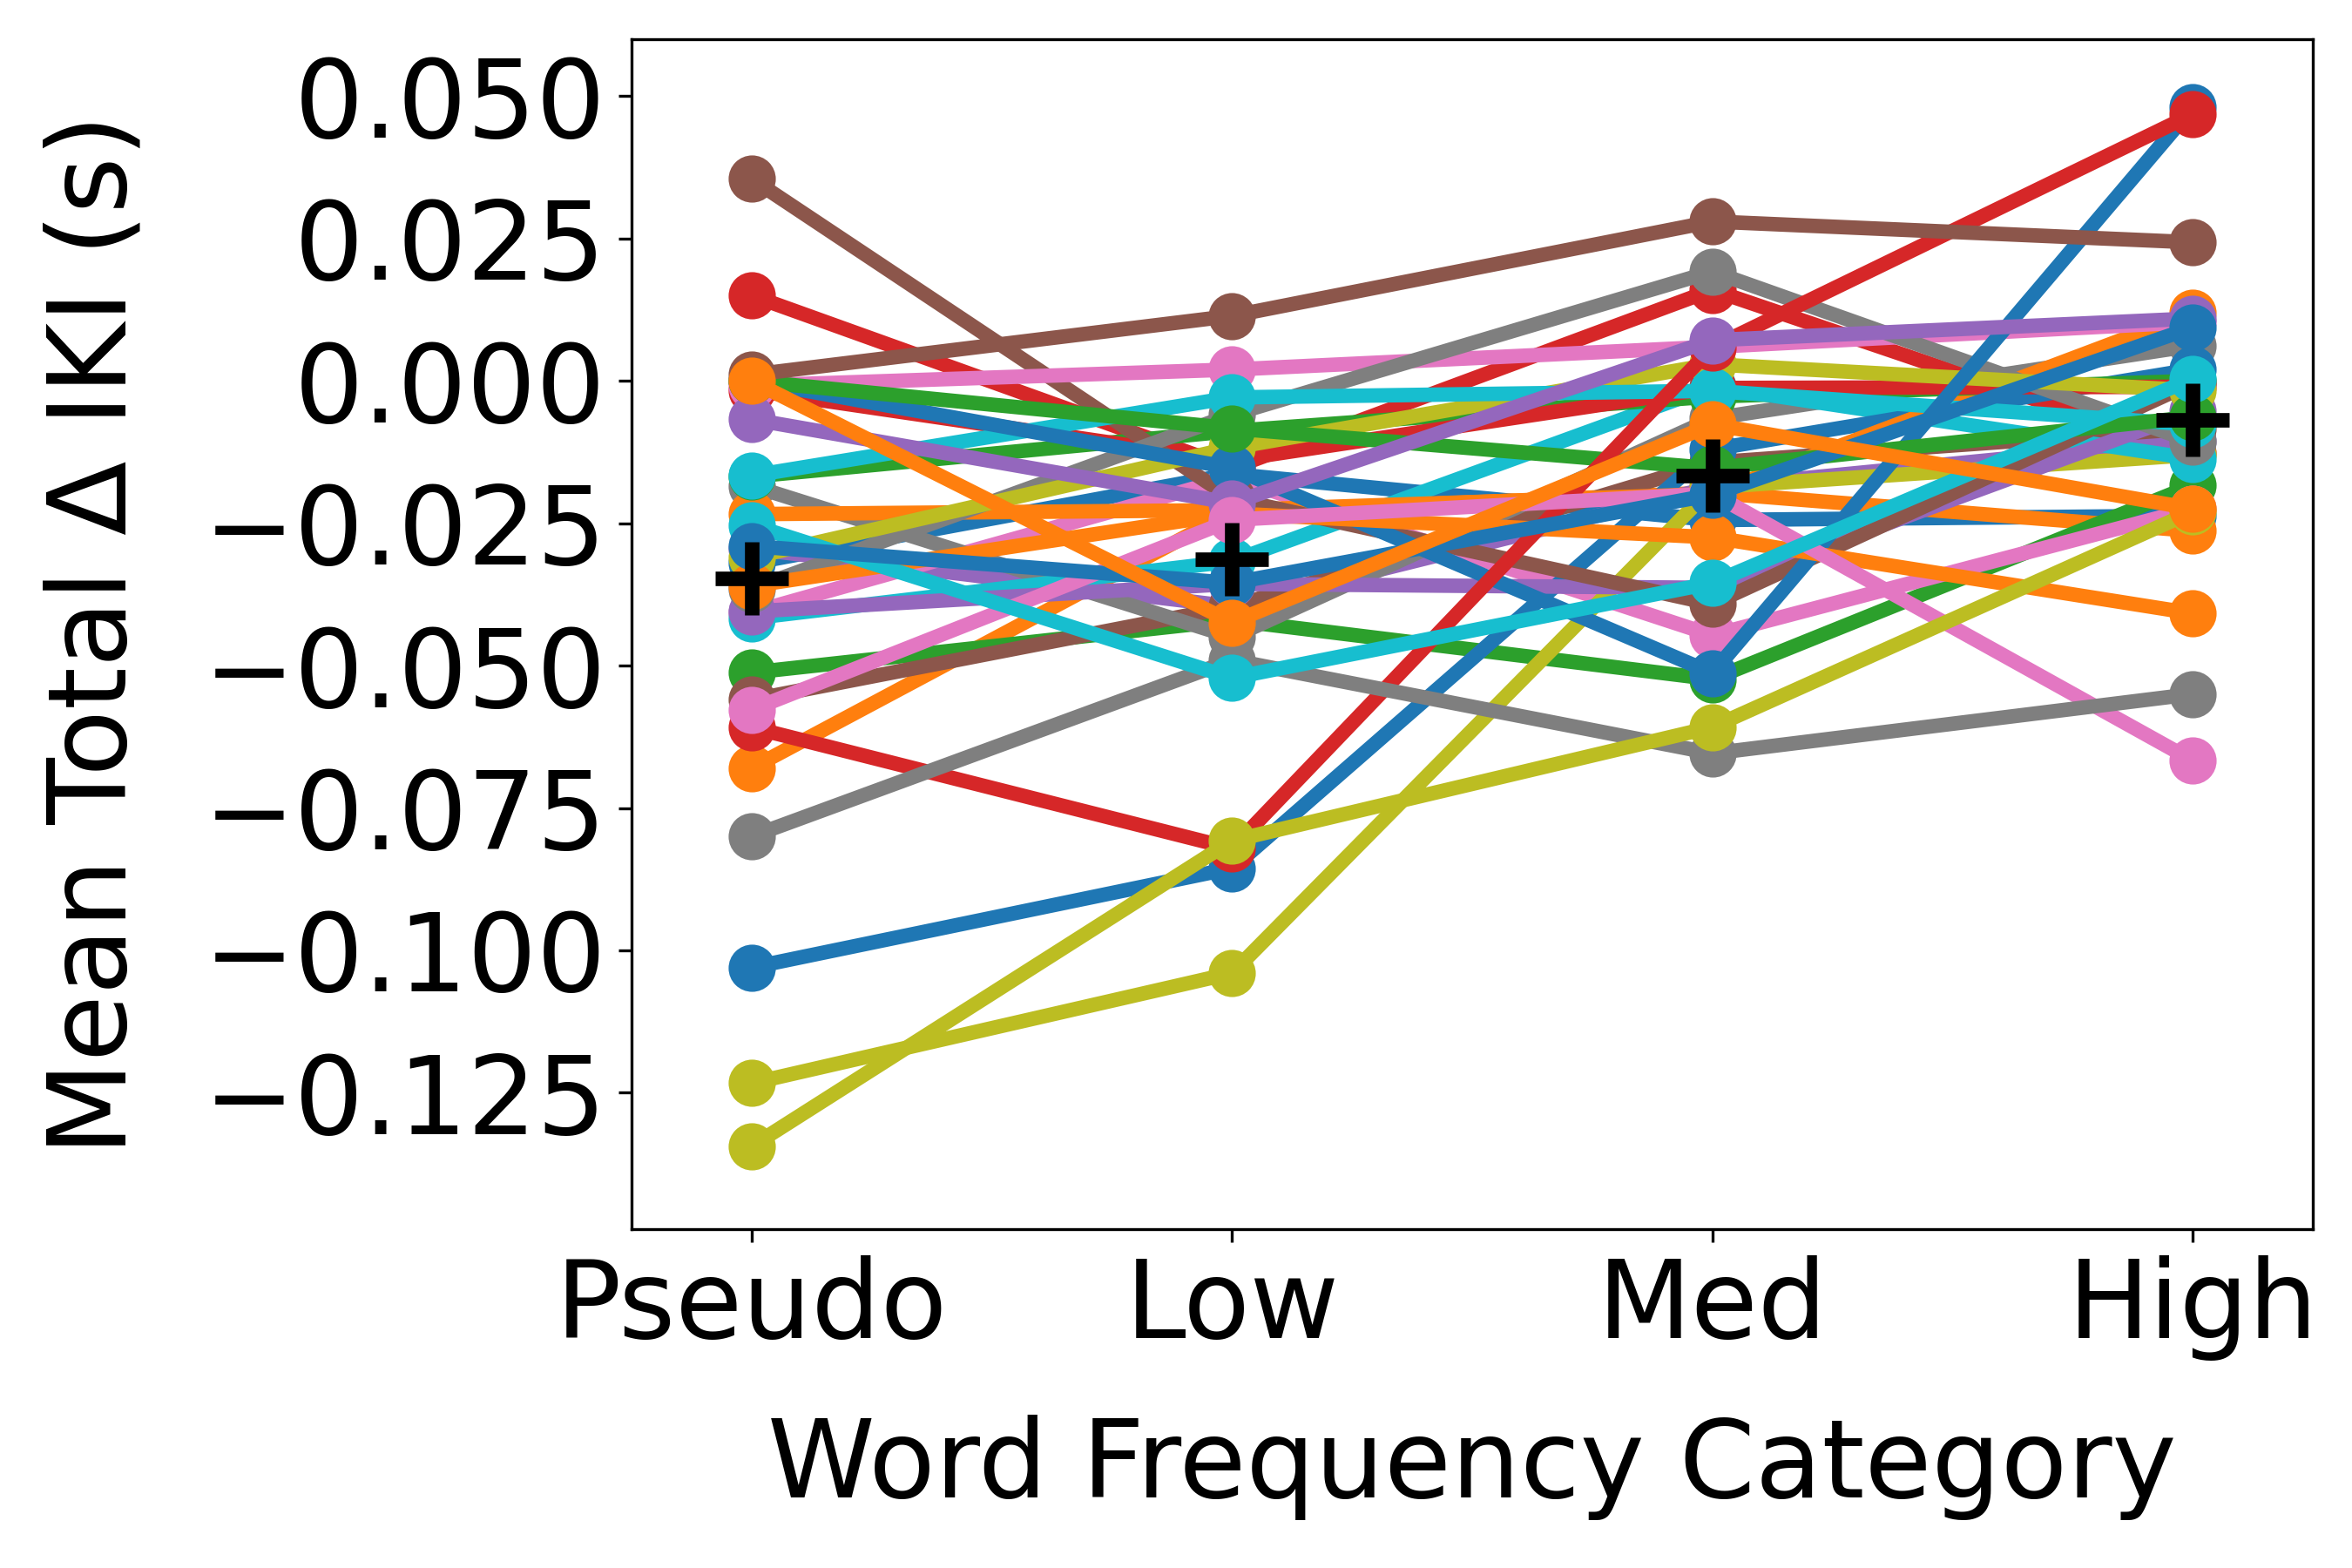 Mean Total Δ IKI (s)
0.050
0.025
0.000
−0.025
−0.050
−0.075
−0.100
−0.125
Pseudo Low Med High
Word Frequency Category